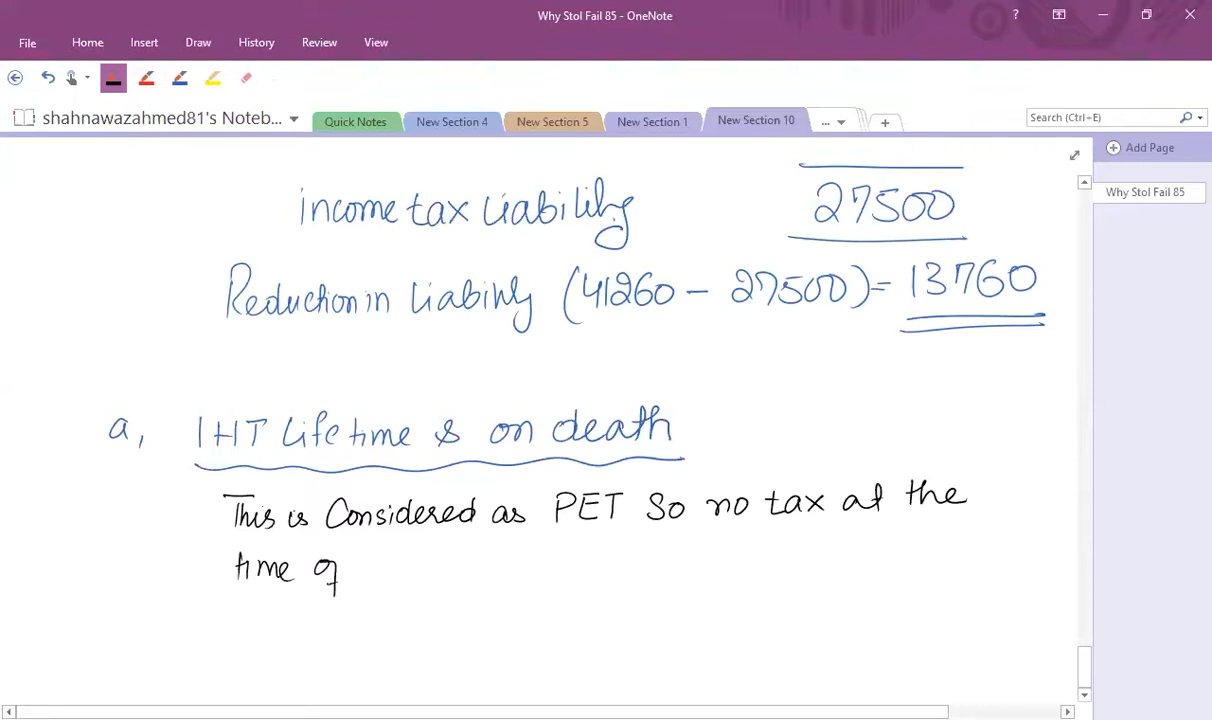 Why Stol Fail 85 - OneNote
?
File Home Insert Draw History Review View
shahnawazahmed81's Noteb... Quick Notes New Section 4 New Section 5 New Section 1 New Section 10 ... + Search (Ctrl+E)
Add Page
Why Stol Fail 85
income tax liability 27500
Reduction in liability (41260 - 27500) = 13760
a, IHT Lifetime & on death
This is Considered as PET So no tax at the
time of